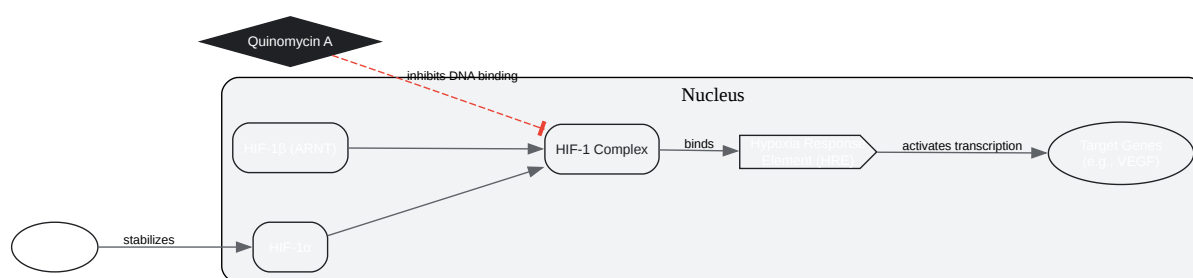 Quinomycin A
inhibits DNA binding
Nucleus
HIF-1β (ARNT)
HIF-1 Complex
binds
Hypoxia Response
Element (HRE)
activates transcription
Target Genes
(e.g., VEGF)
stabilizes
HIF-1α